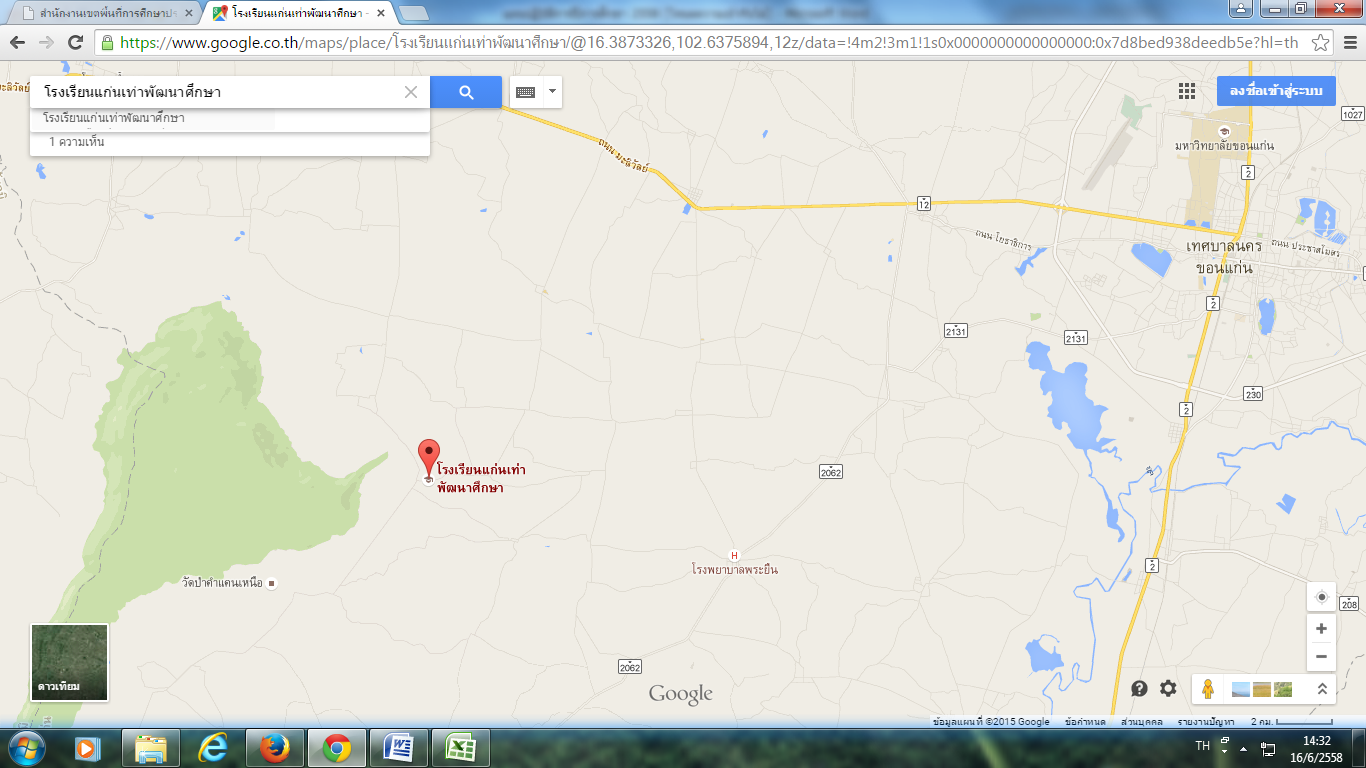 สำนักงานเขตพื้นที่การศึกษาปร
โรงเรียนแก่นเท่าพัฒนาศึกษา -
https://www.google.co.th/maps/place/โรงเรียนแก่นเท่าพัฒนาศึกษา/@16.3873326,102.6375894,12z/data=!4m2!3m1!1s0x0000000000000000:0x7d8bed938deedb5e?hl=th
โรงเรียนแก่นเท่าพัฒนาศึกษา
โรงเรียนแก่นเท่าพัฒนาศึกษา
1 ความเห็น
ลงชื่อเข้าสู่ระบบ
1027
มหาวิทยาลัยขอนแก่น
ถนน มะลิวัลย์
2
12
ถนน โยธาธิการ
เทศบาลนคร
ขอนแก่น
ถนน ประชาสโมสร
2
2131
2131
230
2
โรงเรียนแก่นเท่า
พัฒนาศึกษา
2062
โรงพยาบาลพระยืน
2
วัดป่าคำแคนเหนือ
208
ดาวเทียม
2062
Google
ข้อมูลแผนที่ ©2015 Google
ข้อกำหนด
ส่วนบุคคล
รายงานปัญหา
2 กม.
TH
14:32
16/6/2558